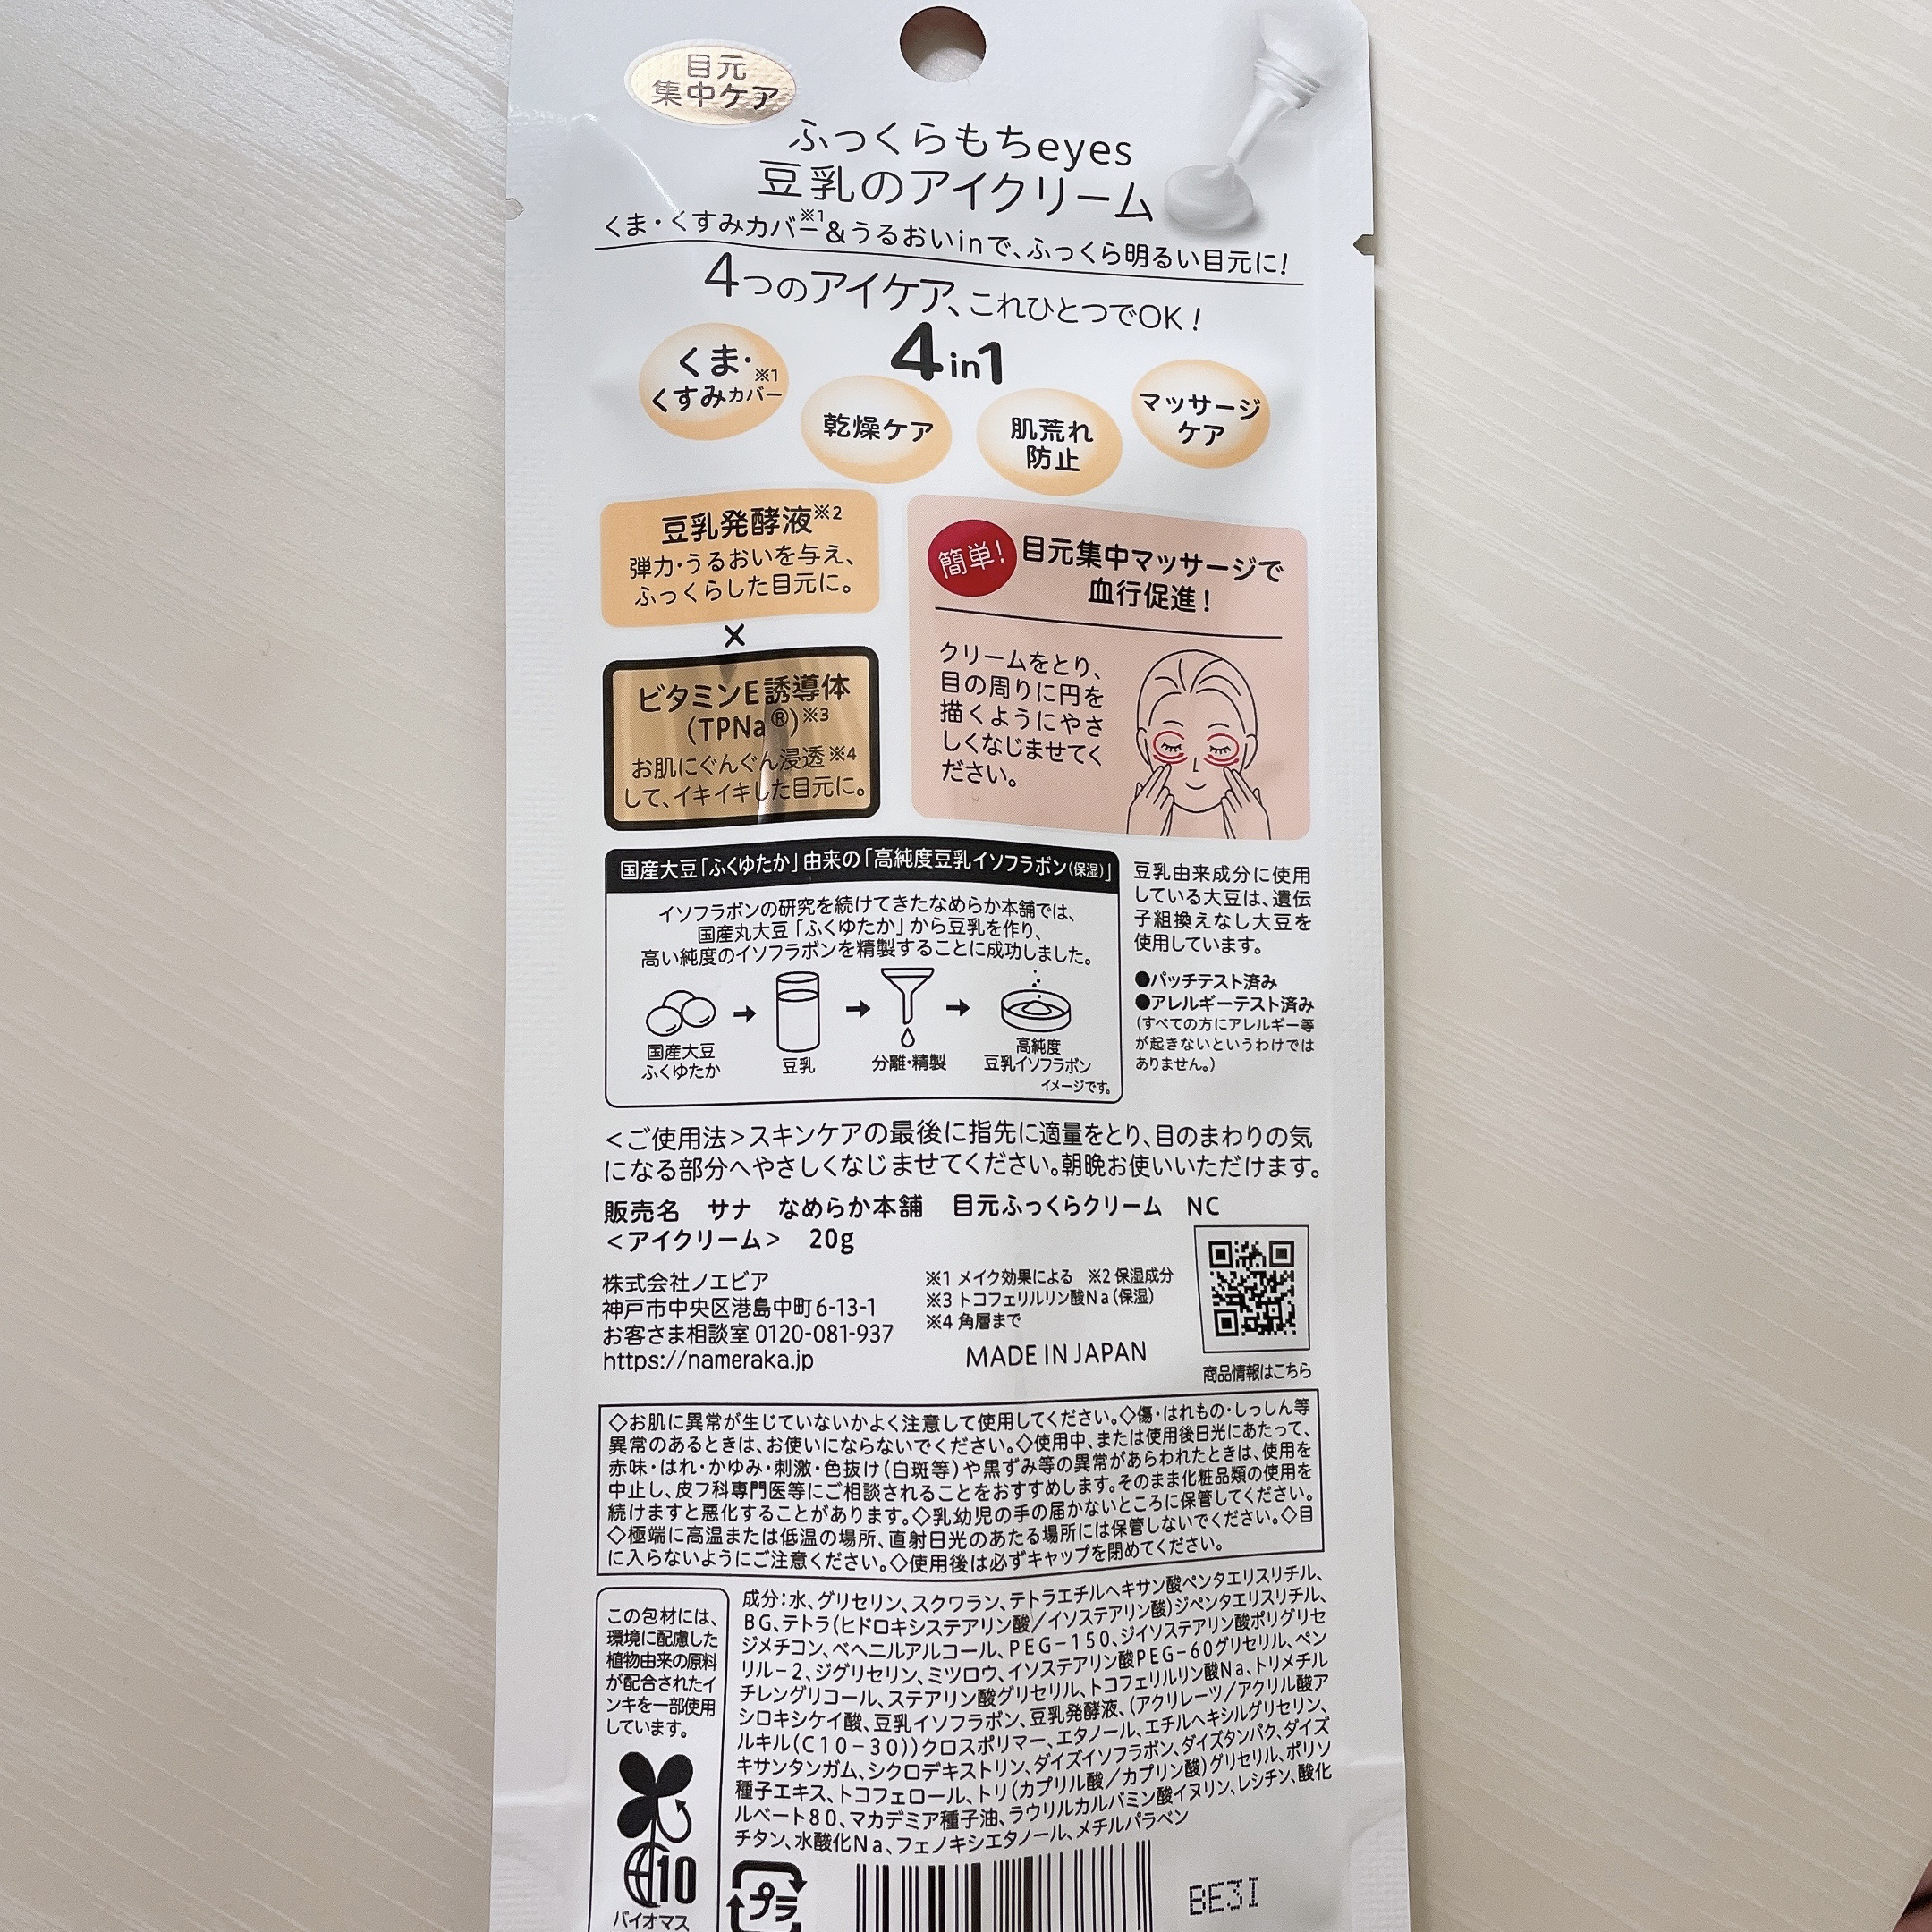 目元
集中ケア
ふっくらもちeyes
豆乳のアイクリーム
くま・くすみカバー※1&うるおいinで、ふっくら明るい目元に!
4つのアイケア、これひとつでOK!
4in1
くま・
くすみカバー※1
乾燥ケア
肌荒れ
防止
マッサージ
ケア
豆乳発酵液※2
弾力・うるおいを与え、
ふっくらした目元に。
×
ビタミンE誘導体
(TPNa®)※3
お肌にぐんぐん浸透※4
して、イキイキした目元に。
簡単!
目元集中マッサージで
血行促進!
クリームをとり、
目の周りに円を
描くようにやさ
しくなじませてく
ださい。
国産大豆「ふくゆたか」由来の「高純度豆乳イソフラボン(保湿)」
イソフラボンの研究を続けてきたなめらか本舗では、
国産丸大豆「ふくゆたか」から豆乳を作り、
高い純度のイソフラボンを精製することに成功しました。
国産大豆
ふくゆたか
豆乳
分離・精製
高純度
豆乳イソフラボン
イメージです。
豆乳由来成分に使用
している大豆は、遺伝
子組換えなし大豆を
使用しています。
●パッチテスト済み
●アレルギーテスト済み
(すべての方にアレルギー等
が起きないというわけでは
ありません。)
<ご使用法>スキンケアの最後に指先に適量をとり、目のまわりの気
になる部分へやさしくなじませてください。朝晩お使いいただけます。
販売名 サナ なめらか本舗 目元ふっくらクリーム NC
<アイクリーム> 20g
株式会社ノエビア
神戸市中央区港島中町6-13-1
お客さま相談室 0120-081-937
https://nameraka.jp
※1 メイク効果による ※2 保湿成分
※3 トコフェリルリン酸Na(保湿)
※4 角層まで
MADE IN JAPAN
商品情報はこちら
◇お肌に異常が生じていないかよく注意して使用してください。◇傷・はれもの・しっしん等
異常のあるときは、お使いにならないでください。◇使用中、または使用後日光にあたって、
赤味・はれ・かゆみ・刺激・色抜け(白斑等)や黒ずみ等の異常があらわれたときは、使用を
中止し、皮フ科専門医等にご相談されることをおすすめします。そのまま化粧品類の使用を
続けますと悪化することがあります。◇乳幼児の手の届かないところに保管してください。
◇極端に高温または低温の場所、直射日光のあたる場所には保管しないでください。◇目
に入らないようにご注意ください。◇使用後は必ずキャップを閉めてください。
この包材には、
環境に配慮した
植物由来の原料
が配合されたイ
ンキを一部使用
しています。
10
バイオマス
成分:水、グリセリン、スクワラン、テトラエチルヘキサン酸ペンタエリスリチル、
BG、テトラ(ヒドロキシステアリン酸/イソステアリン酸)ジペンタエリスリチル、
ジメチコン、ベヘニルアルコール、PEG-150、ジイソステアリン酸ポリグリセ
リル-2、ジグリセリン、ミツロウ、イソステアリン酸PEG-60グリセリル、ペン
チレングリコール、ステアリン酸グリセリル、トコフェリルリン酸Na、トリメチル
シロキシケイ酸、豆乳イソフラボン、豆乳発酵液、(アクリレーツ/アクリル酸ア
ルキル(C10-30))クロスポリマー、エタノール、エチルヘキシルグリセリン、
キサンタンガム、シクロデキストリン、ダイズイソフラボン、ダイズタンパク、ダイズ
種子エキス、トコフェロール、トリ(カプリル酸/カプリン酸)グリセリル、ポリソ
ルベート80、マカデミア種子油、ラウリルカルバミン酸イヌリン、レシチン、酸化
チタン、水酸化Na、フェノキシエタノール、メチルパラベン
プラ
BE3I